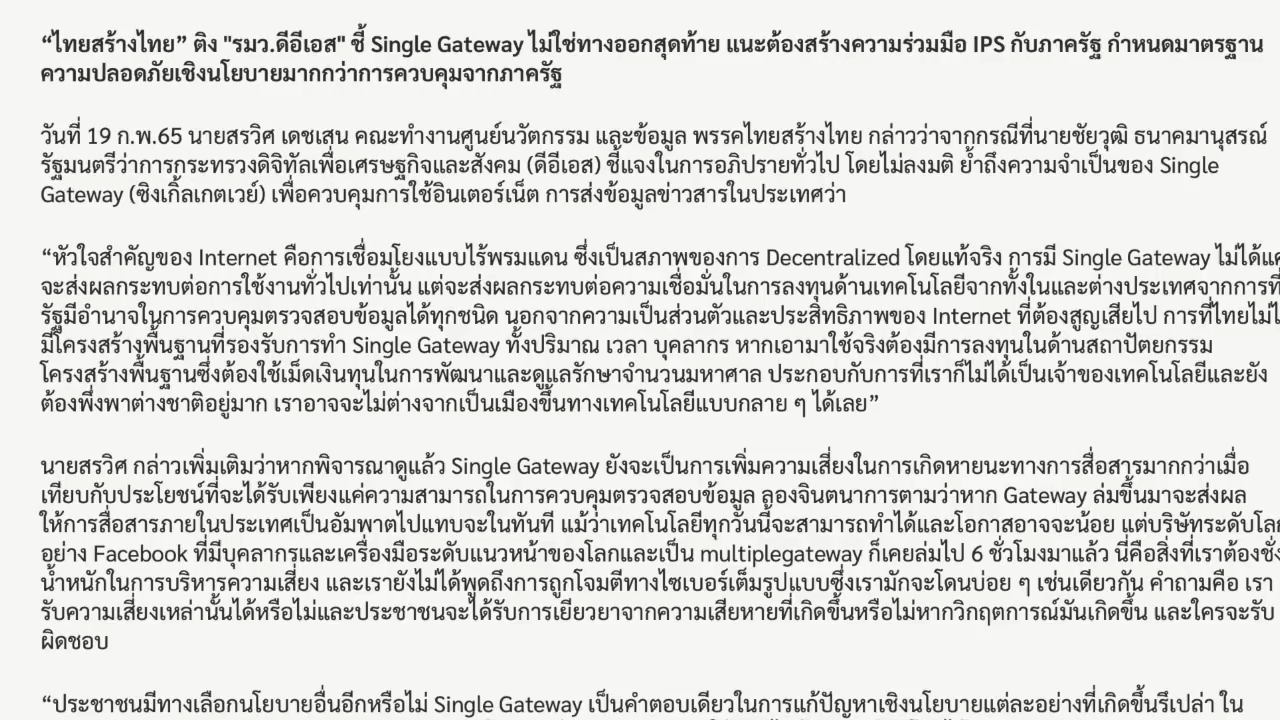 “ไทยสร้างไทย” ติง "รมว.ดีอีเอส" ชี้ Single Gateway ไม่ใช่ทางออกสุดท้าย แนะต้องสร้างความร่วมมือ IPS กับภาครัฐ กำหนดมาตรฐาน
ความปลอดภัยเชิงนโยบายมากกว่าการควบคุมจากภาครัฐ
วันที่ 19 ก.พ.65 นายสรวิศ เดชเสน คณะทำงานศูนย์นวัตกรรม และข้อมูล พรรคไทยสร้างไทย กล่าวว่าจากกรณีที่นายชัยวุฒิ ธนาคมานุสรณ์
รัฐมนตรีว่าการกระทรวงดิจิทัลเพื่อเศรษฐกิจและสังคม (ดีอีเอส) ชี้แจงในการอภิปรายทั่วไป โดยไม่ลงมติ ย้ำถึงความจำเป็นของ Single
Gateway (ซิงเกิ้ลเกตเวย์) เพื่อควบคุมการใช้อินเตอร์เน็ต การส่งข้อมูลข่าวสารในประเทศว่า
“หัวใจสำคัญของ Internet คือการเชื่อมโยงแบบไร้พรมแดน ซึ่งเป็นสภาพของการ Decentralized โดยแท้จริง การมี Single Gateway ไม่ได้แค่
จะส่งผลกระทบต่อการใช้งานทั่วไปเท่านั้น แต่จะส่งผลกระทบต่อความเชื่อมั่นในการลงทุนด้านเทคโนโลยีจากทั้งในและต่างประเทศจากการที่
รัฐมีอำนาจในการควบคุมตรวจสอบข้อมูลได้ทุกชนิด นอกจากความเป็นส่วนตัวและประสิทธิภาพของ Internet ที่ต้องสูญเสียไป การที่ไทยไม่
มีโครงสร้างพื้นฐานที่รองรับการทำ Single Gateway ทั้งปริมาณ เวลา บุคลากร หากเอามาใช้จริงต้องมีการลงทุนในด้านสถาปัตยกรรม
โครงสร้างพื้นฐานซึ่งต้องใช้เม็ดเงินทุนในการพัฒนาและดูแลรักษาจำนวนมหาศาล ประกอบกับการที่เราก็ไม่ได้เป็นเจ้าของเทคโนโลยีและยัง
ต้องพึ่งพาต่างชาติอยู่มาก เราอาจจะไม่ต่างจากเป็นเมืองขึ้นทางเทคโนโลยีแบบกลาย ๆ ได้เลย”
นายสรวิศ กล่าวเพิ่มเติมว่าหากพิจารณาดูแล้ว Single Gateway ยังจะเป็นการเพิ่มความเสี่ยงในการเกิดหายนะทางการสื่อสารมากกว่าเมื่อ
เทียบกับประโยชน์ที่จะได้รับเพียงแค่ความสามารถในการควบคุมตรวจสอบข้อมูล ลองจินตนาการตามว่าหาก Gateway ล่มขึ้นมาจะส่งผล
ให้การสื่อสารภายในประเทศเป็นอัมพาตไปแทบจะในทันที แม้ว่าเทคโนโลยีทุกวันนี้จะสามารถทำได้และโอกาสอาจจะน้อย แต่บริษัทระดับโลก
อย่าง Facebook ที่มีบุคลากรและเครื่องมือระดับแนวหน้าของโลกและเป็น multiplegateway ก็เคยล่มไป 6 ชั่วโมงมาแล้ว นี่คือสิ่งที่เราต้องชั่ง
น้ำหนักในการบริหารความเสี่ยง และเรายังไม่ได้พูดถึงการถูกโจมตีทางไซเบอร์เต็มรูปแบบซึ่งเรามักจะโดนบ่อย ๆ เช่นเดียวกัน คำถามคือ เรา
รับความเสี่ยงเหล่านั้นได้หรือไม่และประชาชนจะได้รับการเยียวยาจากความเสียหายที่เกิดขึ้นหรือไม่หากวิกฤตการณ์มันเกิดขึ้น และใครจะรับ
ผิดชอบ
“ประชาชนมีทางเลือกนโยบายอื่นอีกหรือไม่ Single Gateway เป็นคำตอบเดียวในการแก้ปัญหาเชิงนโยบายแต่ละอย่างที่เกิดขึ้นรึเปล่า ใน